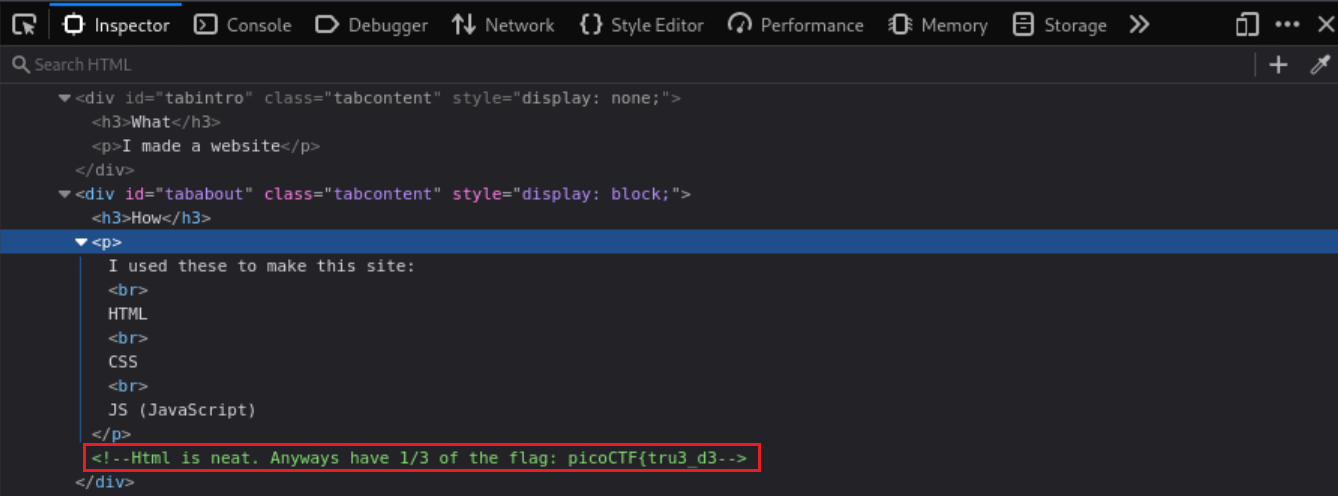 Inspector Console Debugger Network {} Style Editor Performance Memory Storage
Search HTML
<div id="tabintro" class="tabcontent" style="display: none;">
<h3>What</h3>
<p>I made a website</p>
</div>
<div id="tababout" class="tabcontent" style="display: block;">
<h3>How</h3>
<p>
I used these to make this site:
<br>
HTML
<br>
CSS
<br>
JS (JavaScript)
</p>
<!--Html is neat. Anyways have 1/3 of the flag: picoCTF{tru3_d3-->
</div>